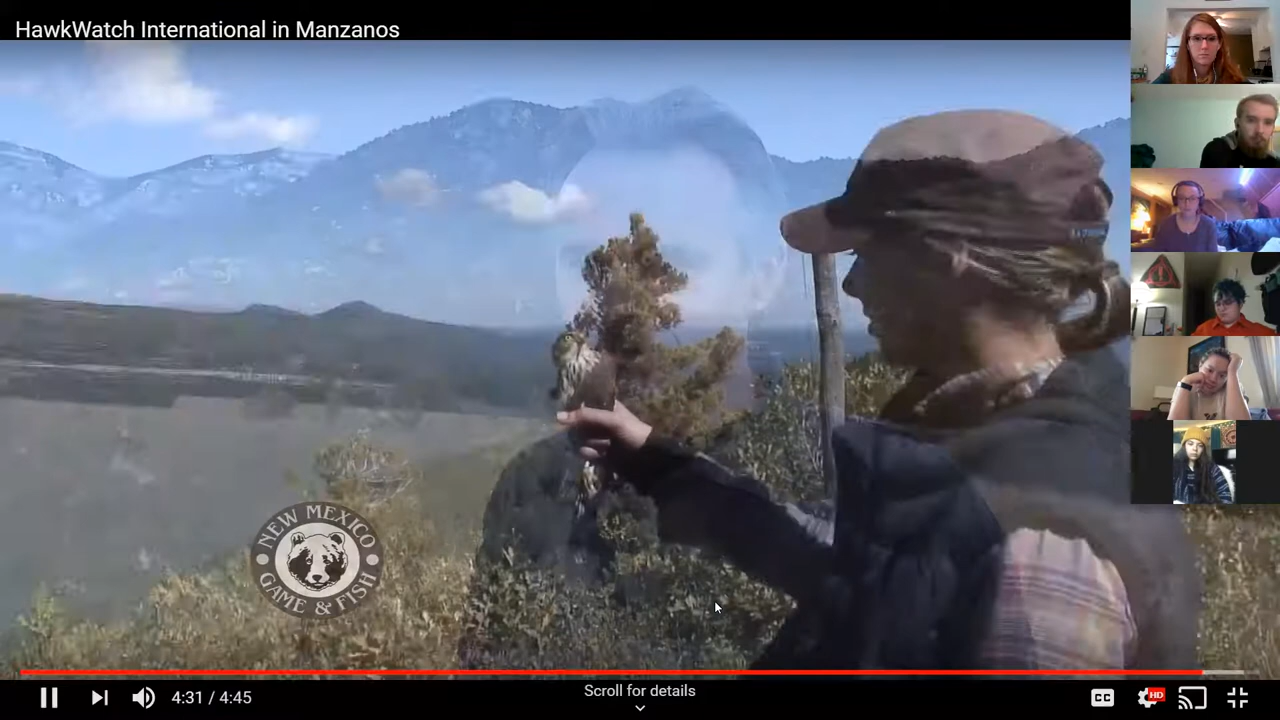 HawkWatch International in Manzanos
NEW MEXICO
GAME & FISH
4:31 / 4:45
Scroll for details
CC
HD